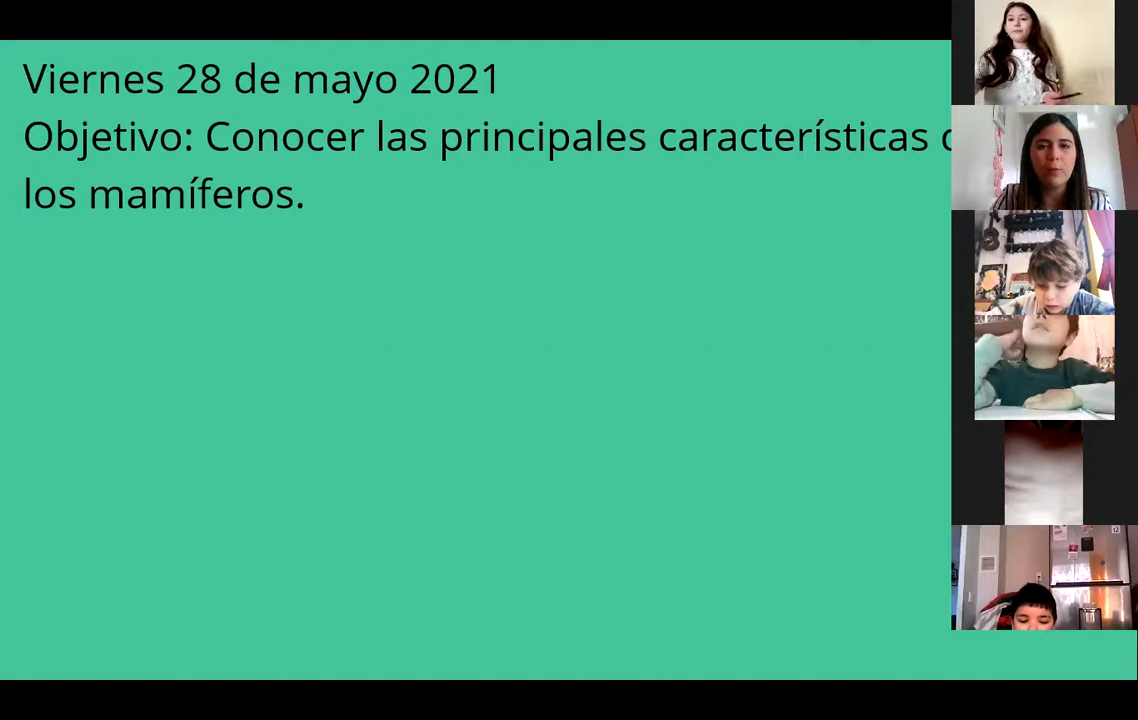 Viernes 28 de mayo 2021
Objetivo: Conocer las principales características
los mamíferos.